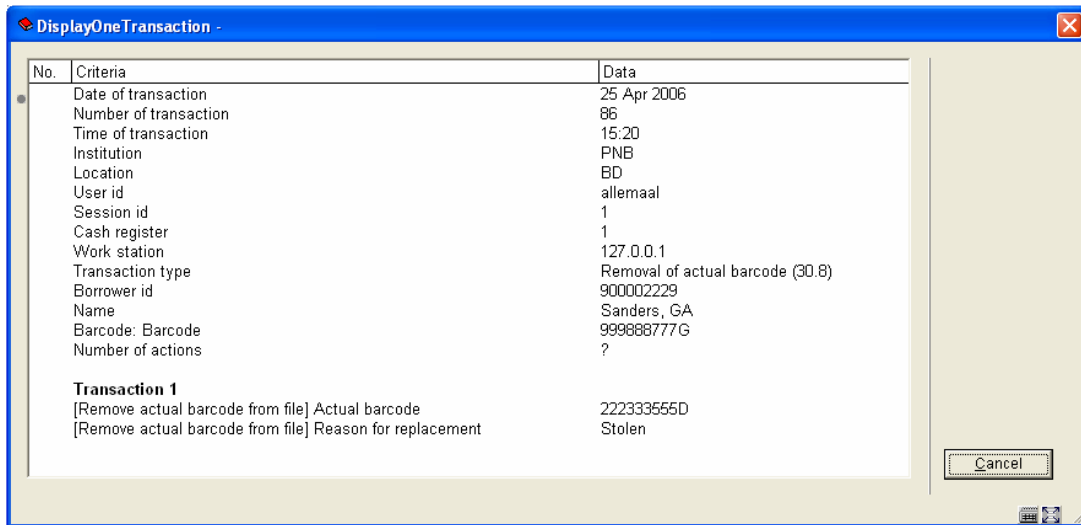 DisplayOneTransaction -
No. Criteria Data
Date of transaction 25 Apr 2006
Number of transaction 86
Time of transaction 15:20
Institution PNB
Location BD
User id allemaal
Session id 1
Cash register 1
Work station 127.0.0.1
Transaction type Removal of actual barcode (30.8)
Borrower id 900002229
Name Sanders, GA
Barcode: Barcode 999888777G
Number of actions ?
Transaction 1
[Remove actual barcode from file] Actual barcode 222333555D
[Remove actual barcode from file] Reason for replacement Stolen
Cancel